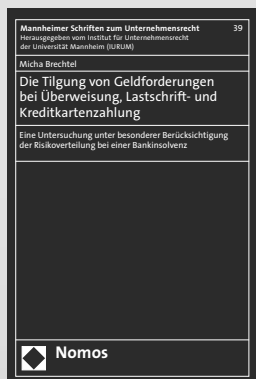 Mannheimer Schriften zum Unternehmensrecht 39
Herausgegeben vom Institut für Unternehmensrecht
der Universität Mannheim (IURUM)
Micha Brechtel
Die Tilgung von Geldforderungen
bei Überweisung, Lastschrift- und
Kreditkartenzahlung
Eine Untersuchung unter besonderer Berücksichtigung
der Risikoverteilung bei einer Bankinsolvenz
Nomos